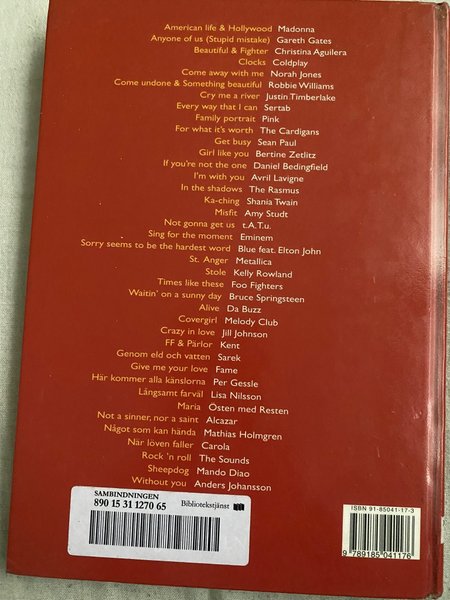 American life & Hollywood Madonna
Anyone of us (Stupid mistake) Gareth Gates
Beautiful & Fighter Christina Aguilera
Clocks Coldplay
Come away with me Norah Jones
Come undone & Something beautiful Robbie Williams
Cry me a river Justin Timberlake
Every way that I can Sertab
Family portrait Pink
For what it's worth The Cardigans
Get busy Sean Paul
Girl like you Bertine Zetlitz
If you're not the one Daniel Bedingfield
I'm with you Avril Lavigne
In the shadows The Rasmus
Ka-ching Shania Twain
Misfit Amy Studt
Not gonna get us t.A.T.u.
Sing for the moment Eminem
Sorry seems to be the hardest word Blue feat. Elton John
St. Anger Metallica
Stole Kelly Rowland
Times like these Foo Fighters
Waitin' on a sunny day Bruce Springsteen
Alive Da Buzz
Covergirl Melody Club
Crazy in love Jill Johnson
FF & Pärlor Kent
Genom eld och vatten Sarek
Give me your love Fame
Här kommer alla känslorna Per Gessle
Långsamt farväl Lisa Nilsson
Maria Östen med Resten
Not a sinner, nor a saint Alcazar
Något som kan hända Mathias Holmgren
När löven faller Carola
Rock 'n roll The Sounds
Sheepdog Mando Diao
Without you Anders Johansson
SAMBINDNINGEN
890 15 31 1270 65 Bibliotekstjänst
ISBN 91-85041-17-3
9 789185 041176